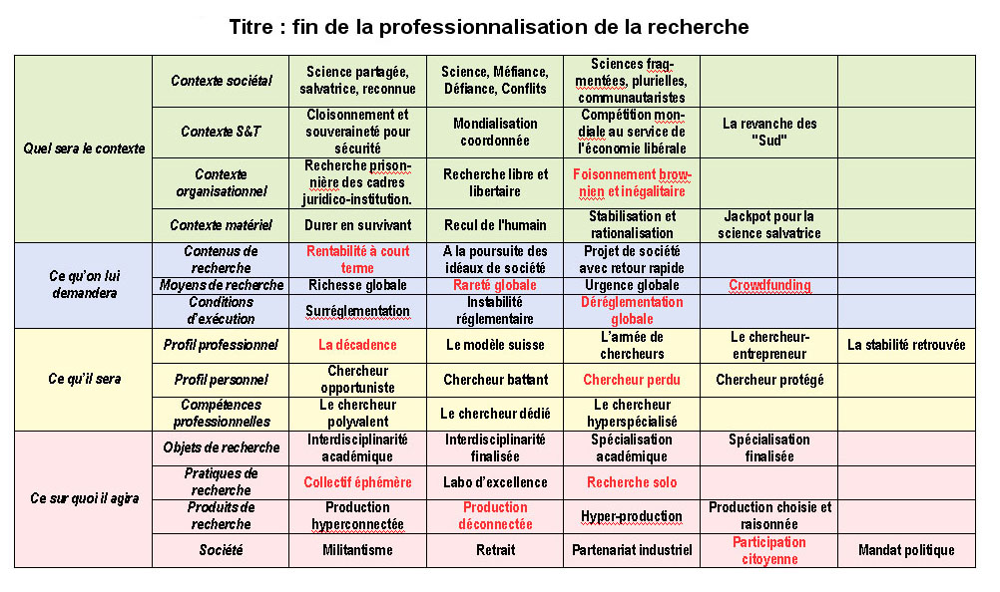 Titre : fin de la professionnalisation de la recherche
Quel sera le contexte
Contexte sociétal
Science partagée,
salvatrice, reconnue
Science, Méfiance,
Défiance, Conflits
Sciences frag-
mentées, plurielles,
communautaristes
Contexte S&T
Cloisonnement et
souveraineté pour
sécurité
Mondialisation
coordonnée
Compétition mon-
diale au service de
l'économie libérale
La revanche des
"Sud"
Contexte
organisationnel
Recherche prison-
nière des cadres
juridico-institution.
Recherche libre et
libertaire
Foisonnement brow-
nien et inégalitaire
Contexte matériel
Durer en survivant
Recul de l'humain
Stabilisation et
rationalisation
Jackpot pour la
science salvatrice
Ce qu'on lui
demandera
Contenus de
recherche
Rentabilité à court
terme
A la poursuite des
idéaux de société
Projet de société
avec retour rapide
Moyens de recherche
Richesse globale
Rareté globale
Urgence globale
Crowdfunding
Conditions
d'exécution
Surréglementation
Instabilité
réglementaire
Déréglementation
globale
Ce qu'il sera
Profil professionnel
La décadence
Le modèle suisse
L'armée de
chercheurs
Le chercheur-
entrepreneur
La stabilité retrouvée
Profil personnel
Chercheur
opportuniste
Chercheur battant
Chercheur perdu
Chercheur protégé
Compétences
professionnelles
Le chercheur
polyvalent
Le chercheur dédié
Le chercheur
hyperspécialisé
Ce sur quoi il agira
Objets de recherche
Interdisciplinarité
académique
Interdisciplinarité
finalisée
Spécialisation
académique
Spécialisation
finalisée
Pratiques de
recherche
Collectif éphémère
Labo d'excellence
Recherche solo
Produits de
recherche
Production
hyperconnectée
Production
déconnectée
Hyper-production
Production choisie et
raisonnée
Société
Militantisme
Retrait
Partenariat industriel
Participation
citoyenne
Mandat politique